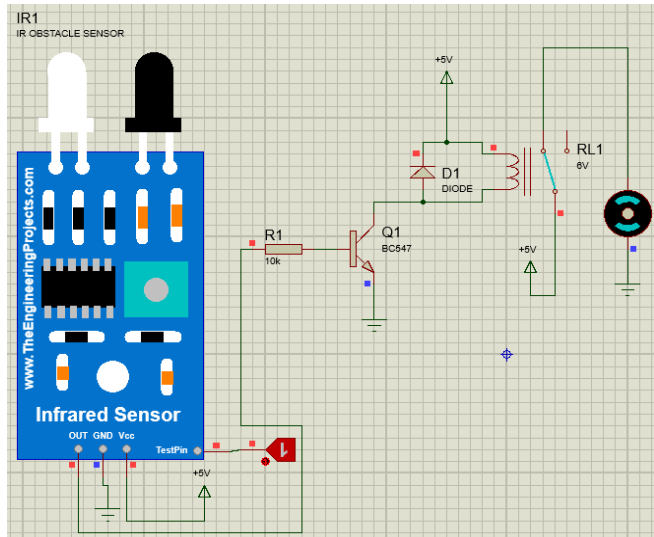 IR1
IR OBSTACLE SENSOR
www.TheEngineeringProjects.com
Infrared Sensor
OUT GND Vcc
TestPin
+5V
1
R1
10k
Q1
BC547
D1
DIODE
+5V
RL1
6V
+5V